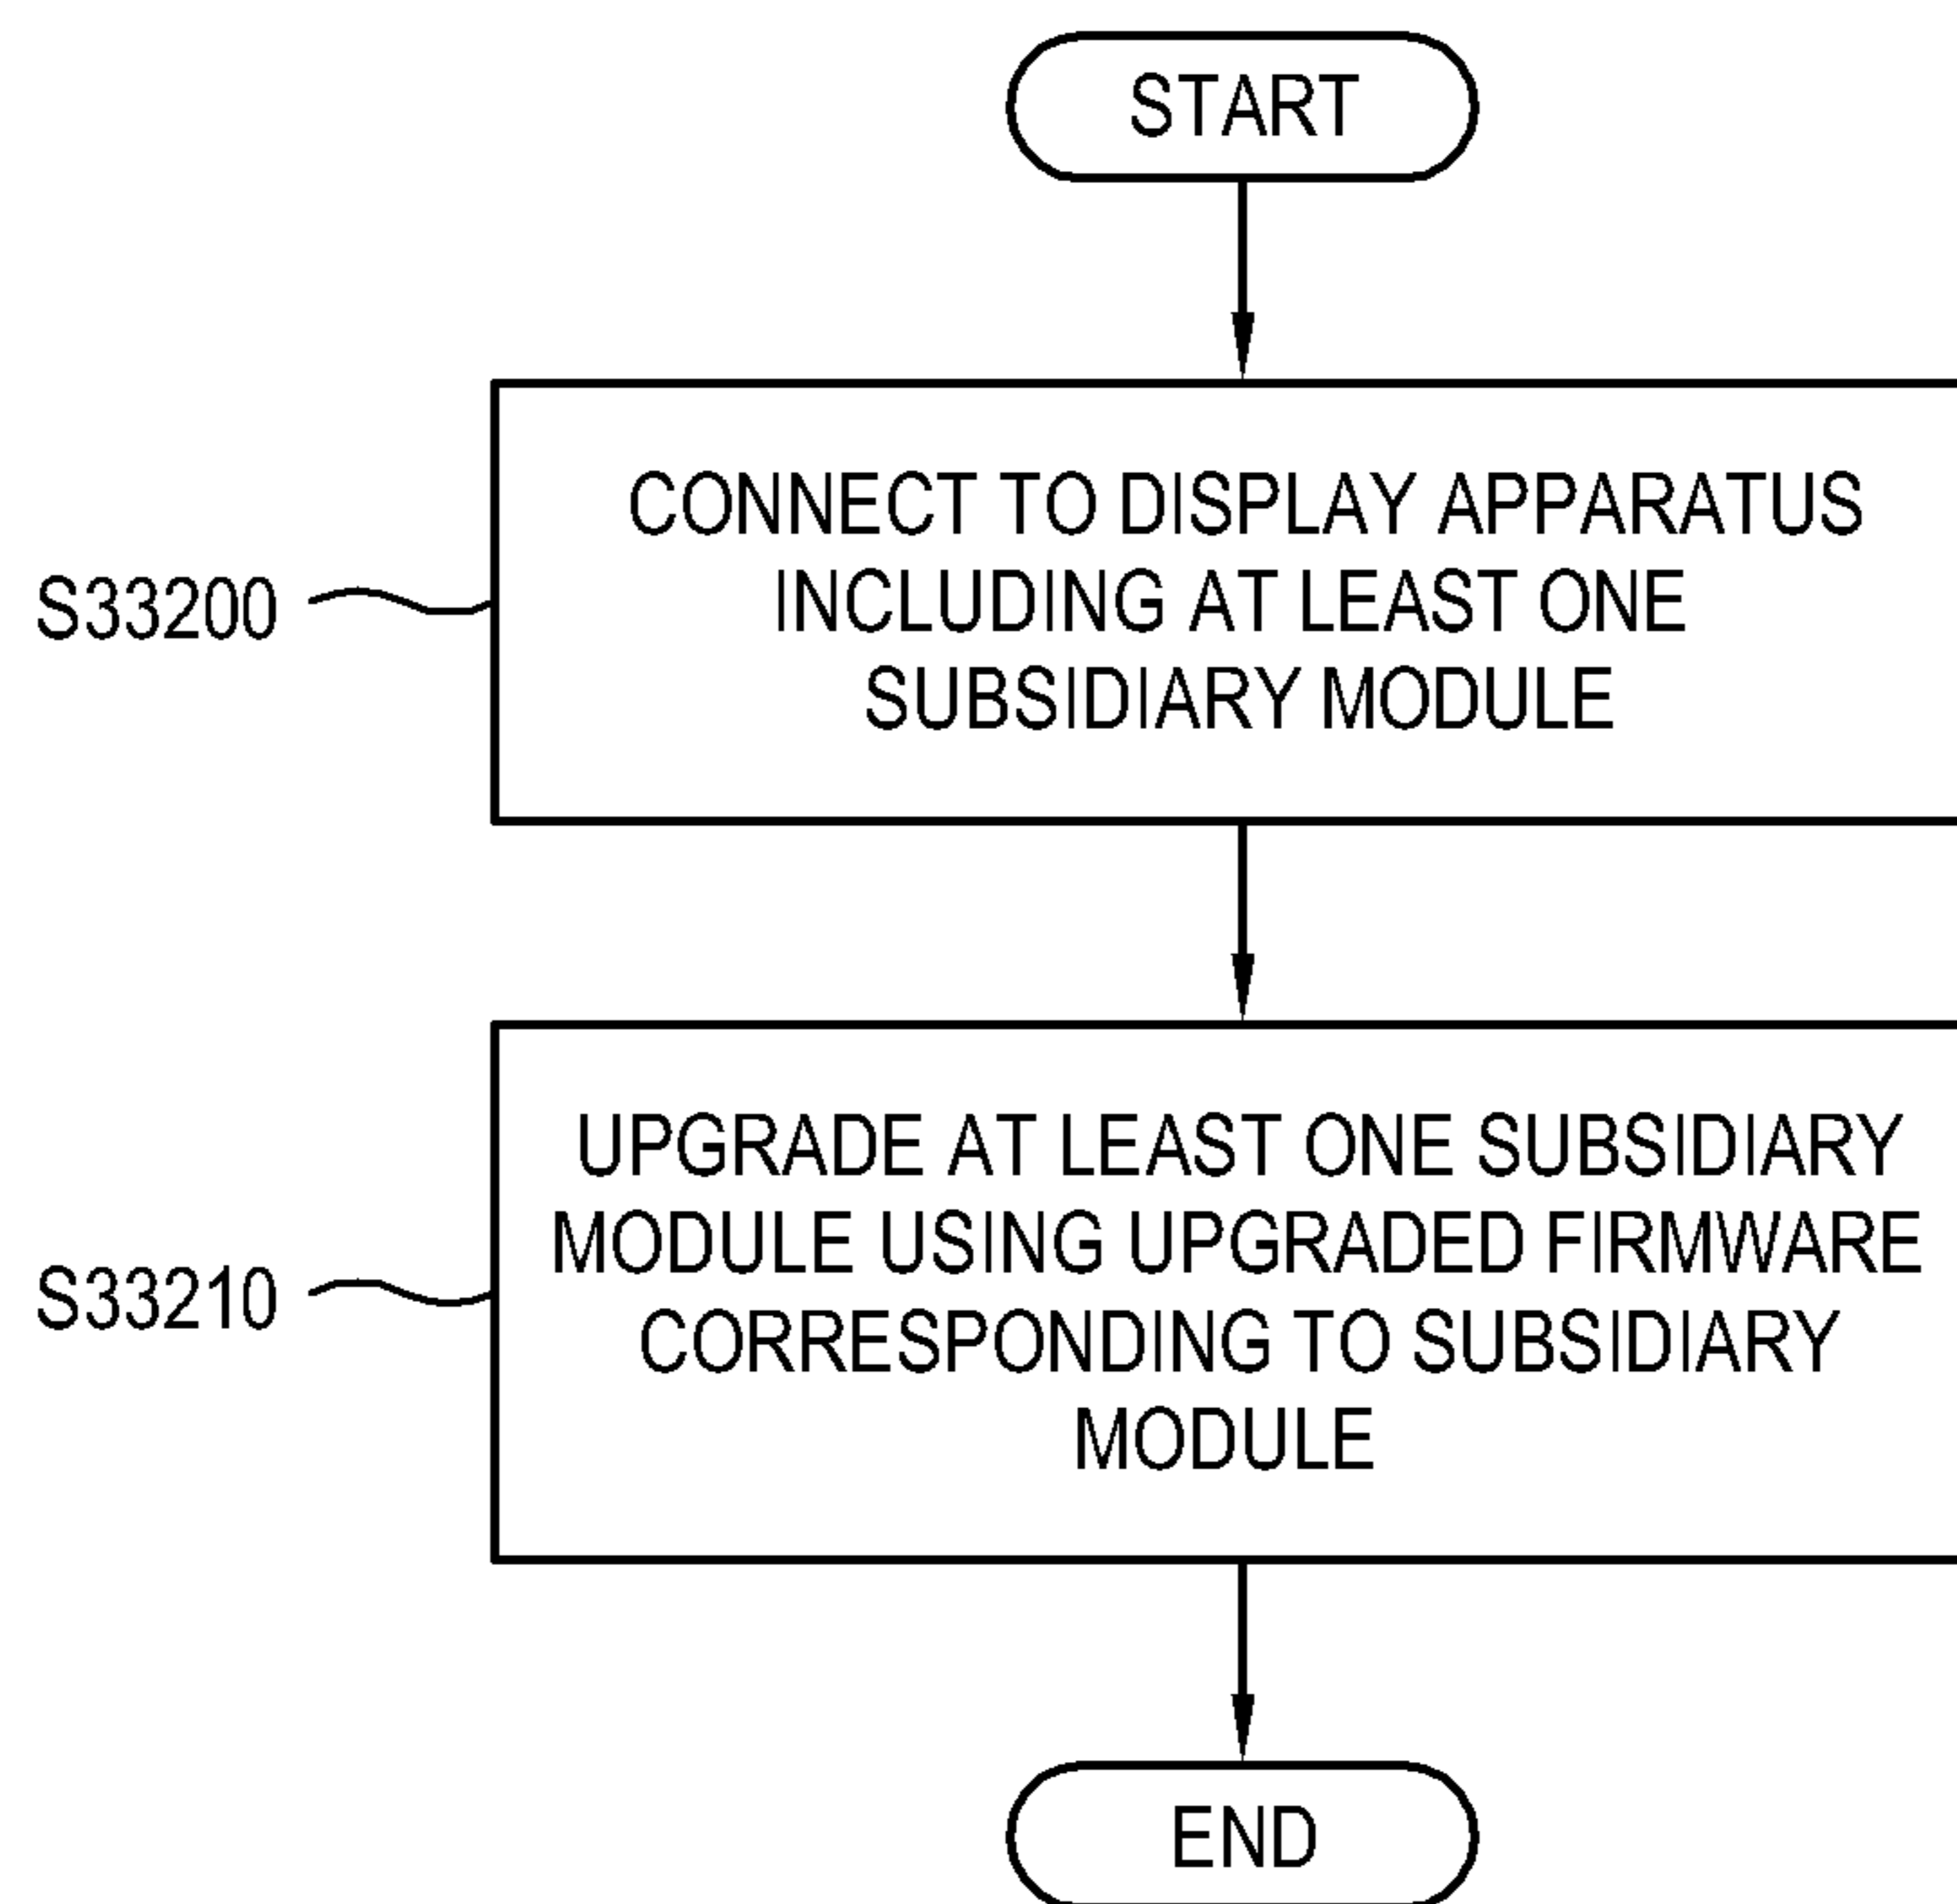 START
S33200
CONNECT TO DISPLAY APPARATUS
INCLUDING AT LEAST ONE
SUBSIDIARY MODULE
S33210
UPGRADE AT LEAST ONE SUBSIDIARY
MODULE USING UPGRADED FIRMWARE
CORRESPONDING TO SUBSIDIARY
MODULE
END